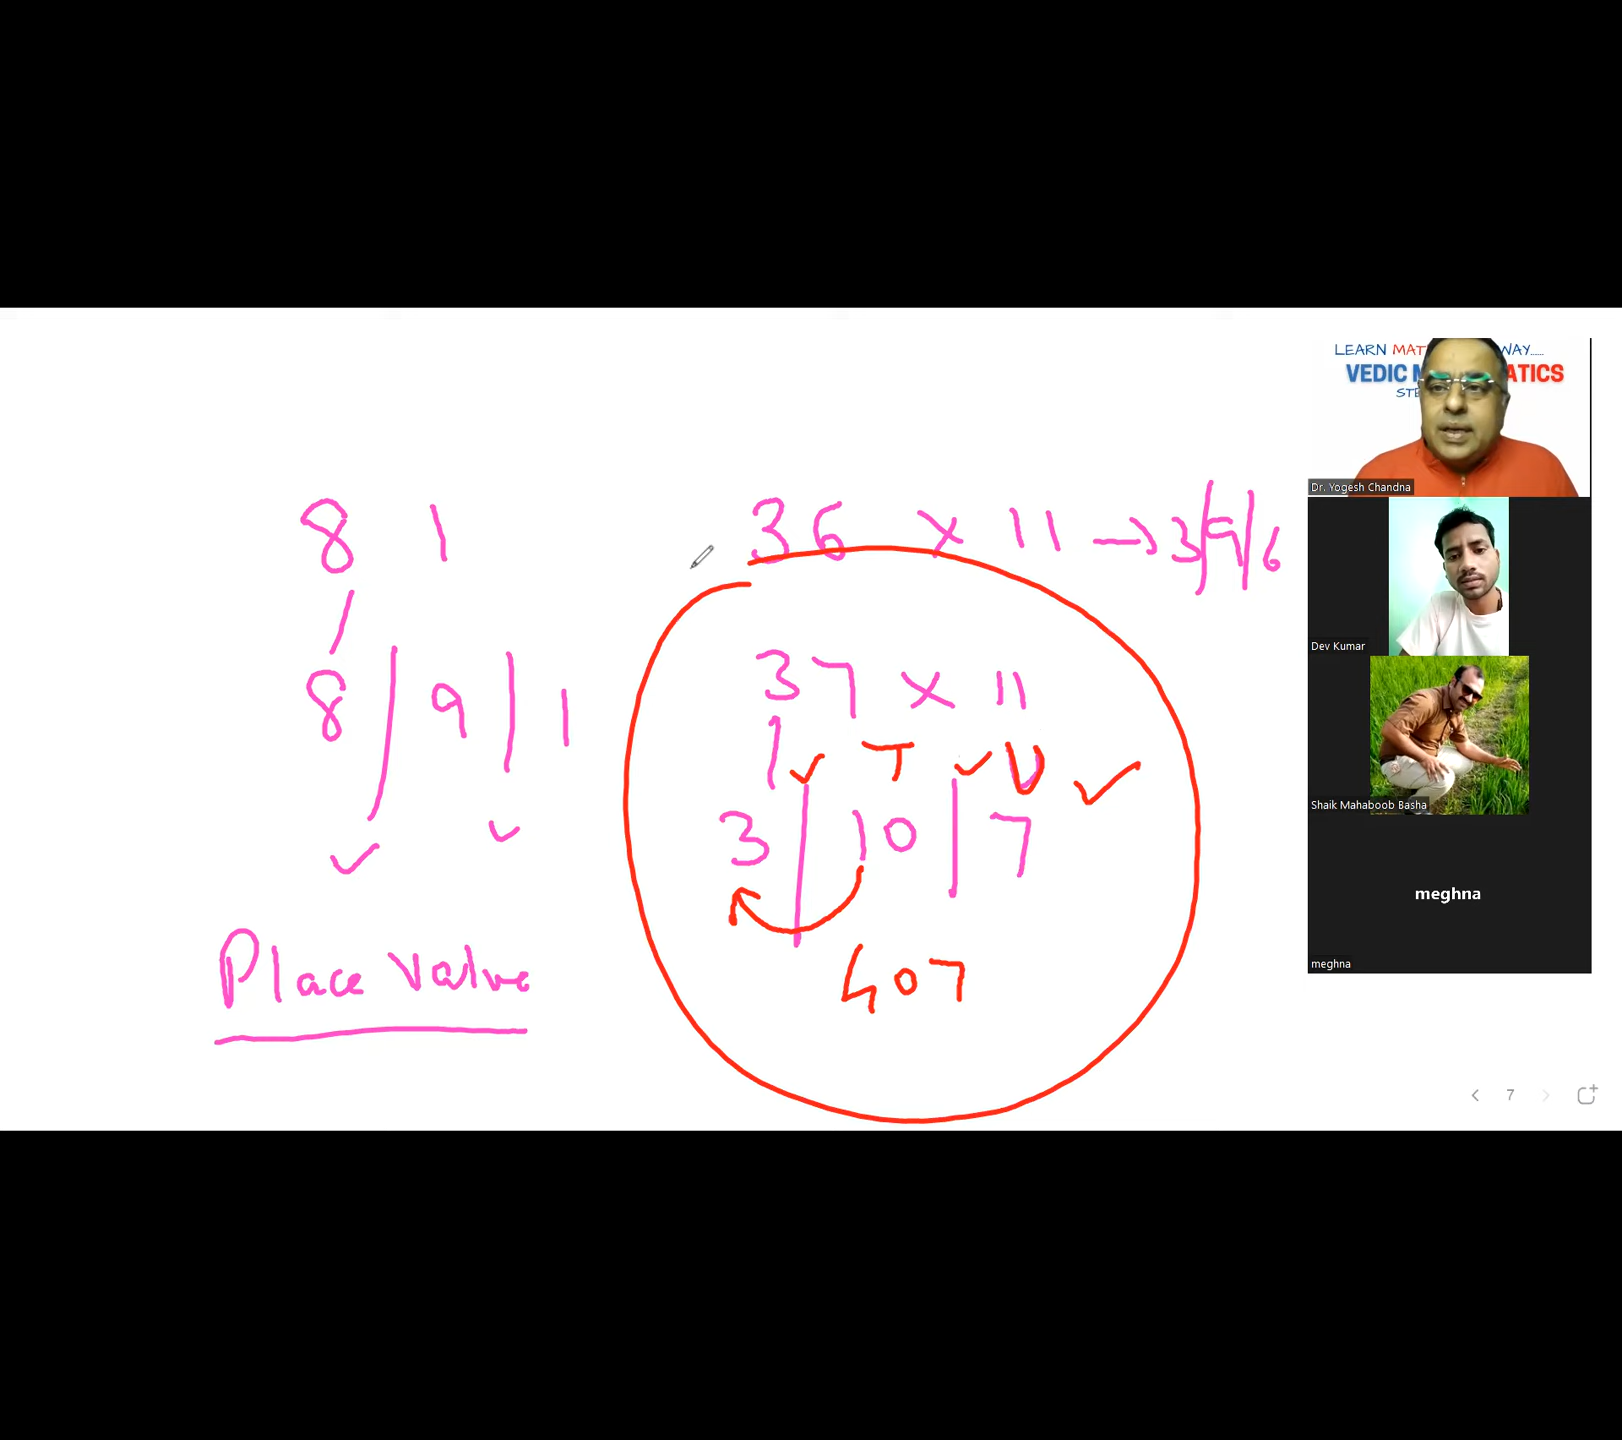 8 1
8/9/1
Place Value
36 x 11 → 3/9/6
37 x 11
T U
3/10/7
407
LEARN MAT WAY......
VEDIC M ATICS
STE
Dr. Yogesh Chandna
Dev Kumar
Shaik Mahaboob Basha
meghna
meghna
< 7 >